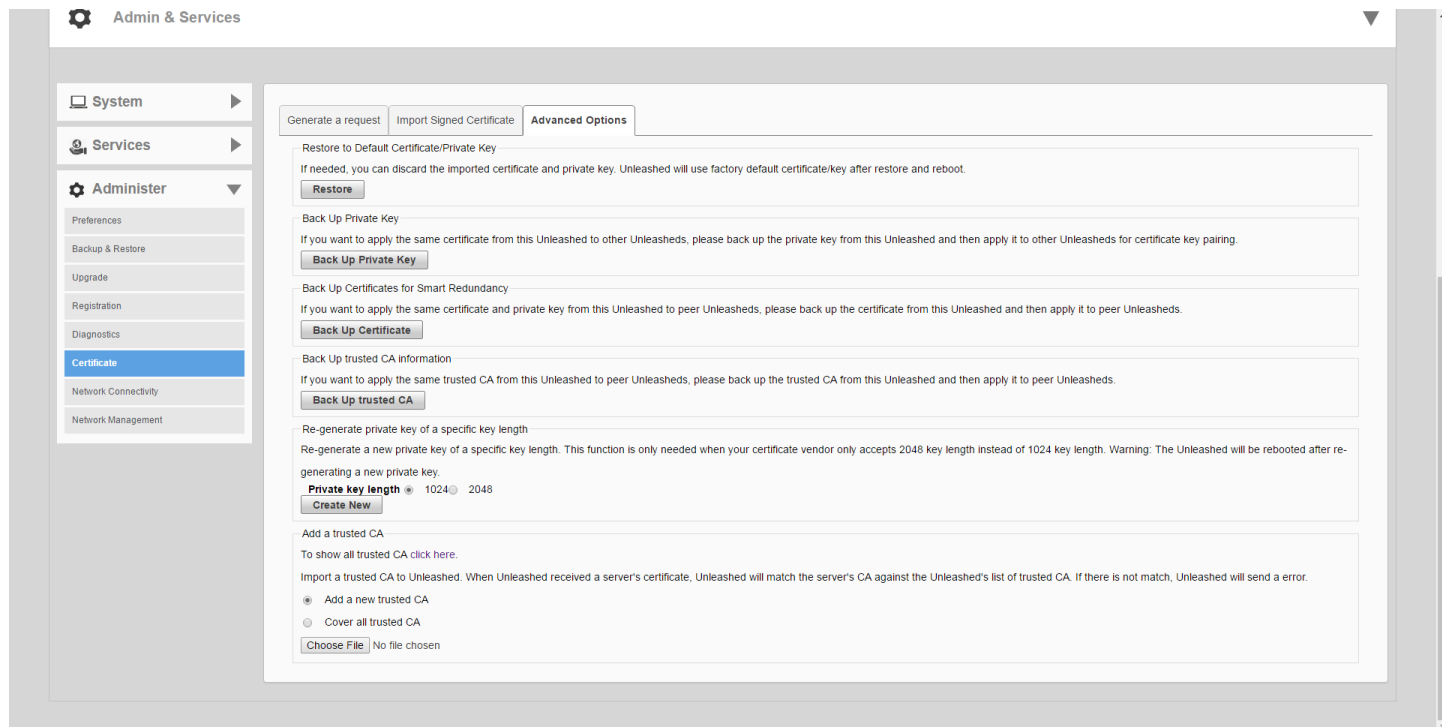 Admin & Services
System
Services
Administer
Preferences
Backup & Restore
Upgrade
Registration
Diagnostics
Certificate
Network Connectivity
Network Management
Generate a request
Import Signed Certificate
Advanced Options
Restore to Default Certificate/Private Key
If needed, you can discard the imported certificate and private key. Unleashed will use factory default certificate/key after restore and reboot.
Restore
Back Up Private Key
If you want to apply the same certificate from this Unleashed to other Unleasheds, please back up the private key from this Unleashed and then apply it to other Unleasheds for certificate key pairing.
Back Up Private Key
Back Up Certificates for Smart Redundancy
If you want to apply the same certificate and private key from this Unleashed to peer Unleasheds, please back up the certificate from this Unleashed and then apply it to peer Unleasheds.
Back Up Certificate
Back Up trusted CA information
If you want to apply the same trusted CA from this Unleashed to peer Unleasheds, please back up the trusted CA from this Unleashed and then apply it to peer Unleasheds.
Back Up trusted CA
Re-generate private key of a specific key length
Re-generate a new private key of a specific key length. This function is only needed when your certificate vendor only accepts 2048 key length instead of 1024 key length. Warning: The Unleashed will be rebooted after re-
generating a new private key.
Private key length 1024 2048
Create New
Add a trusted CA
To show all trusted CA click here.
Import a trusted CA to Unleashed. When Unleashed received a server's certificate, Unleashed will match the server's CA against the Unleashed's list of trusted CA. If there is not match, Unleashed will send a error.
Add a new trusted CA
Cover all trusted CA
Choose File No file chosen